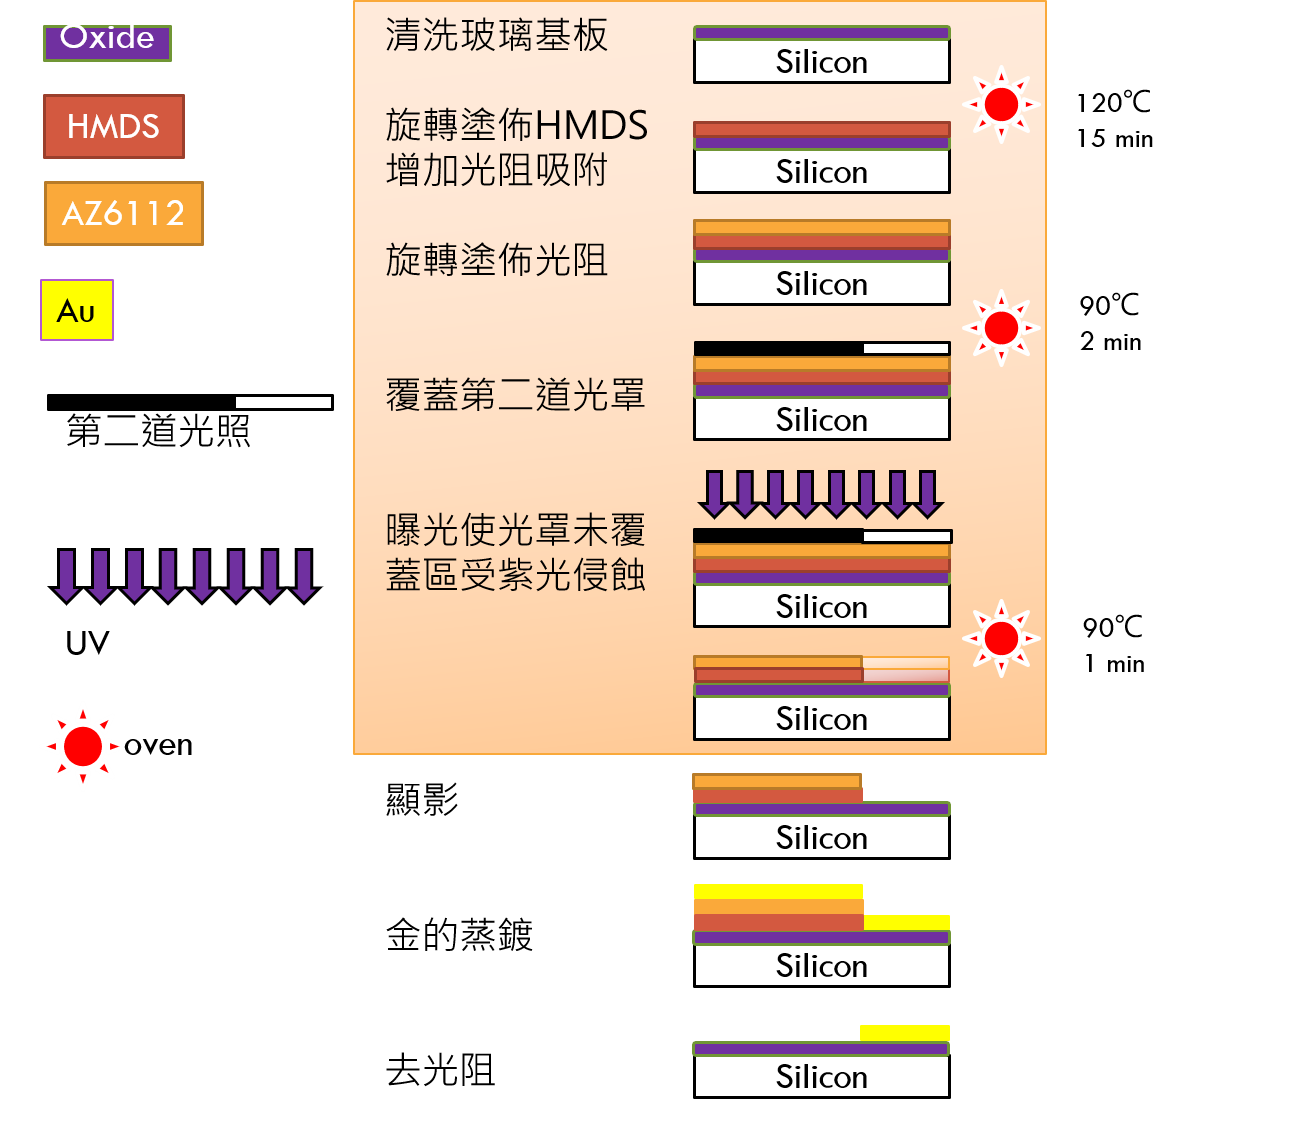 Oxide
HMDS
AZ6112
Au
第二道光照
UV
oven
清洗玻璃基板
Silicon
120℃
15 min
旋轉塗佈HMDS
增加光阻吸附
Silicon
旋轉塗佈光阻
Silicon
90℃
2 min
覆蓋第二道光罩
Silicon
曝光使光罩未覆
蓋區受紫光侵蝕
Silicon
90℃
1 min
Silicon
顯影
Silicon
金的蒸鍍
Silicon
去光阻
Silicon